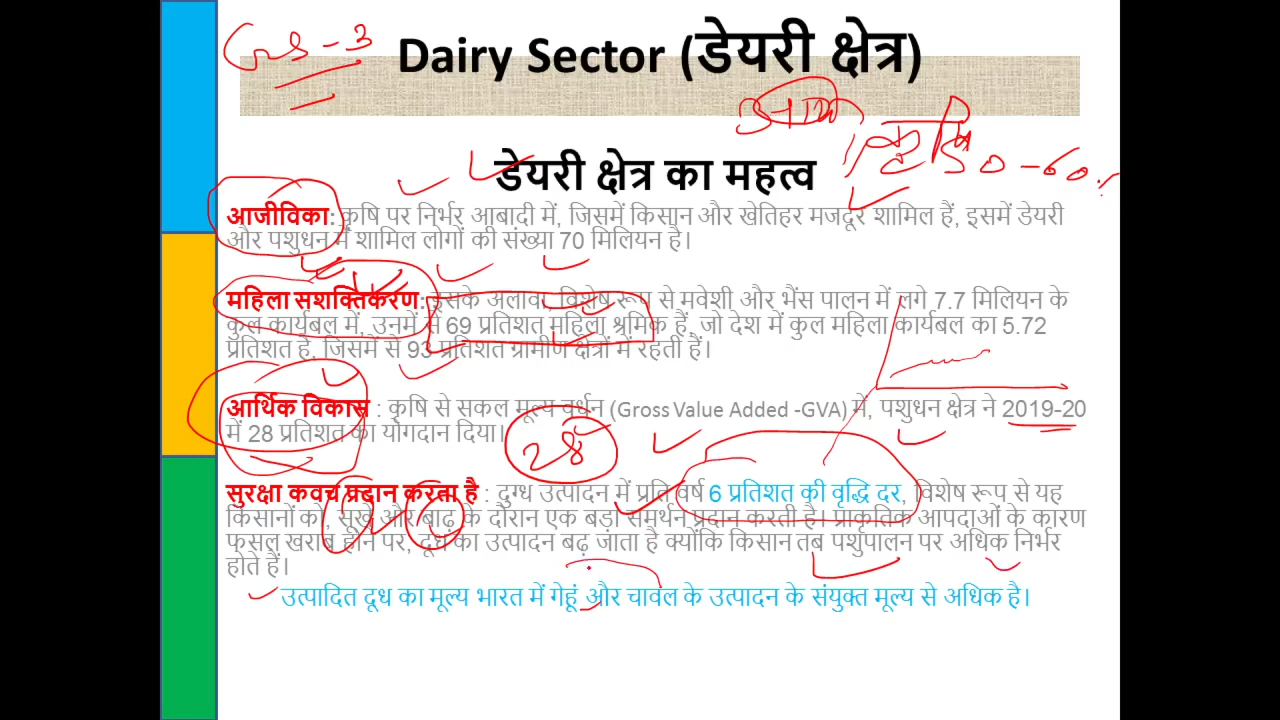 GS-3
Dairy Sector (डेयरी क्षेत्र)
कृषि 50-60%
डेयरी क्षेत्र का महत्व
आजीविका: कृषि पर निर्भर आबादी में, जिसमें किसान और खेतिहर मजदूर शामिल हैं, इसमें डेयरी
और पशुधन में शामिल लोगों की संख्या 70 मिलियन है।
महिला सशक्तिकरण: इसके अलावा, विशेष रूप से मवेशी और भैंस पालन में लगे 7.7 मिलियन के
कुल कार्यबल में, उनमें से 69 प्रतिशत महिला श्रमिक हैं, जो देश में कुल महिला कार्यबल का 5.72
प्रतिशत है, जिसमें से 93 प्रतिशत ग्रामीण क्षेत्रों में रहती हैं।
आर्थिक विकास : कृषि से सकल मूल्य वर्धन (Gross Value Added -GVA) में, पशुधन क्षेत्र ने 2019-20
में 28 प्रतिशत का योगदान दिया।
28
सुरक्षा कवच प्रदान करता है : दुग्ध उत्पादन में प्रति वर्ष 6 प्रतिशत की वृद्धि दर, विशेष रूप से यह
किसानों को, सूखे और बाढ़ के दौरान एक बड़ा समर्थन प्रदान करती है। प्राकृतिक आपदाओं के कारण
फसल खराब होने पर, दूध का उत्पादन बढ़ जाता है क्योंकि किसान तब पशुपालन पर अधिक निर्भर
होते हैं।
उत्पादित दूध का मूल्य भारत में गेहूं और चावल के उत्पादन के संयुक्त मूल्य से अधिक है।